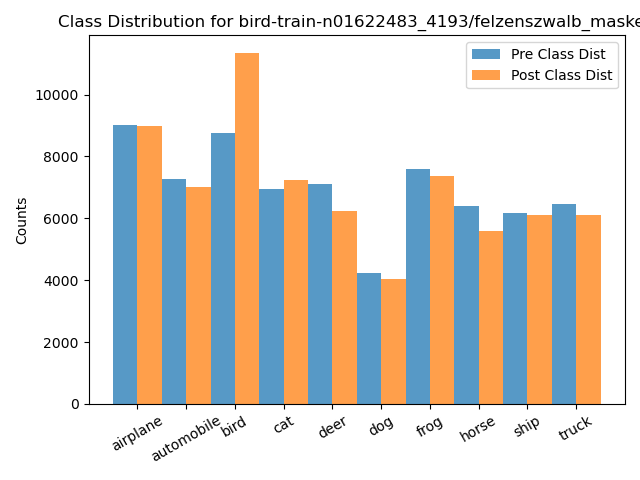 Class Distribution for bird-train-n01622483_4193/felzenszwalb_maske
Pre Class Dist
Post Class Dist
Counts
10000
8000
6000
4000
2000
0
airplane
automobile
bird
cat
deer
dog
frog
horse
ship
truck